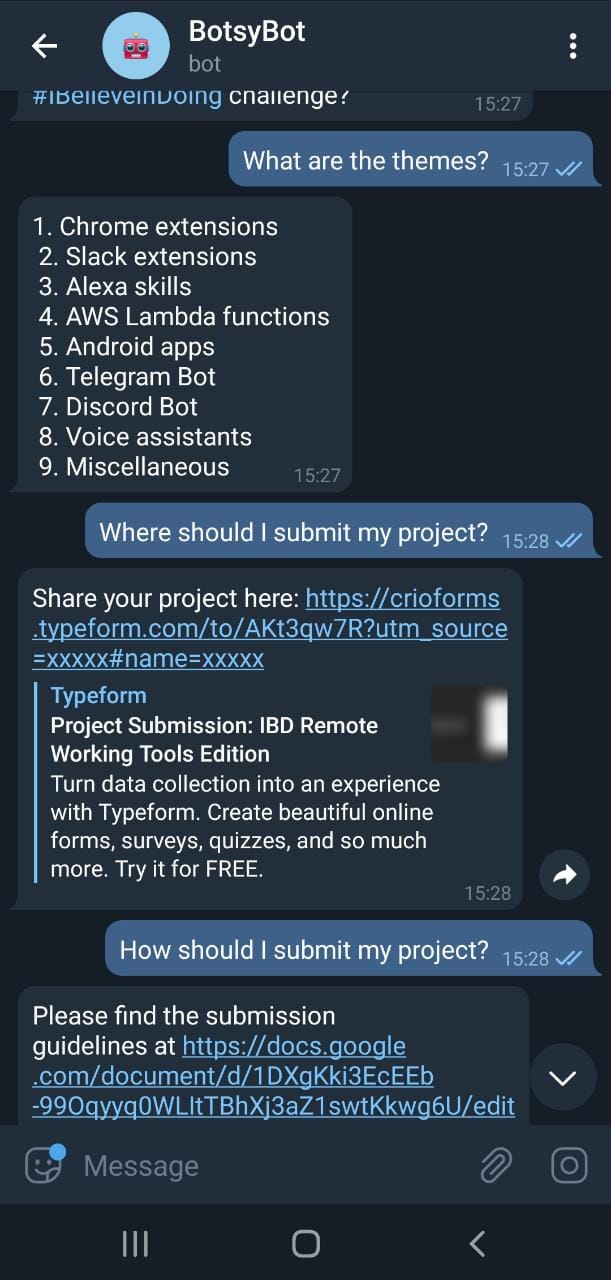 BotsyBot
bot
#IBelieveinDoing challenge?
15:27
What are the themes? 15:27
1. Chrome extensions
2. Slack extensions
3. Alexa skills
4. AWS Lambda functions
5. Android apps
6. Telegram Bot
7. Discord Bot
8. Voice assistants
9. Miscellaneous
15:27
Where should I submit my project? 15:28
Share your project here: https://crioforms
.typeform.com/to/AKt3qw7R?utm_source
=xxxxx#name=xxxxx
Typeform
Project Submission: IBD Remote
Working Tools Edition
Turn data collection into an experience
with Typeform. Create beautiful online
forms, surveys, quizzes, and so much
more. Try it for FREE.
15:28
How should I submit my project? 15:28
Please find the submission
guidelines at https://docs.google
.com/document/d/1DXgKki3EcEEb
-99Oqyyq0WLItTBhXj3aZ1swtKkwg6U/edit
Message